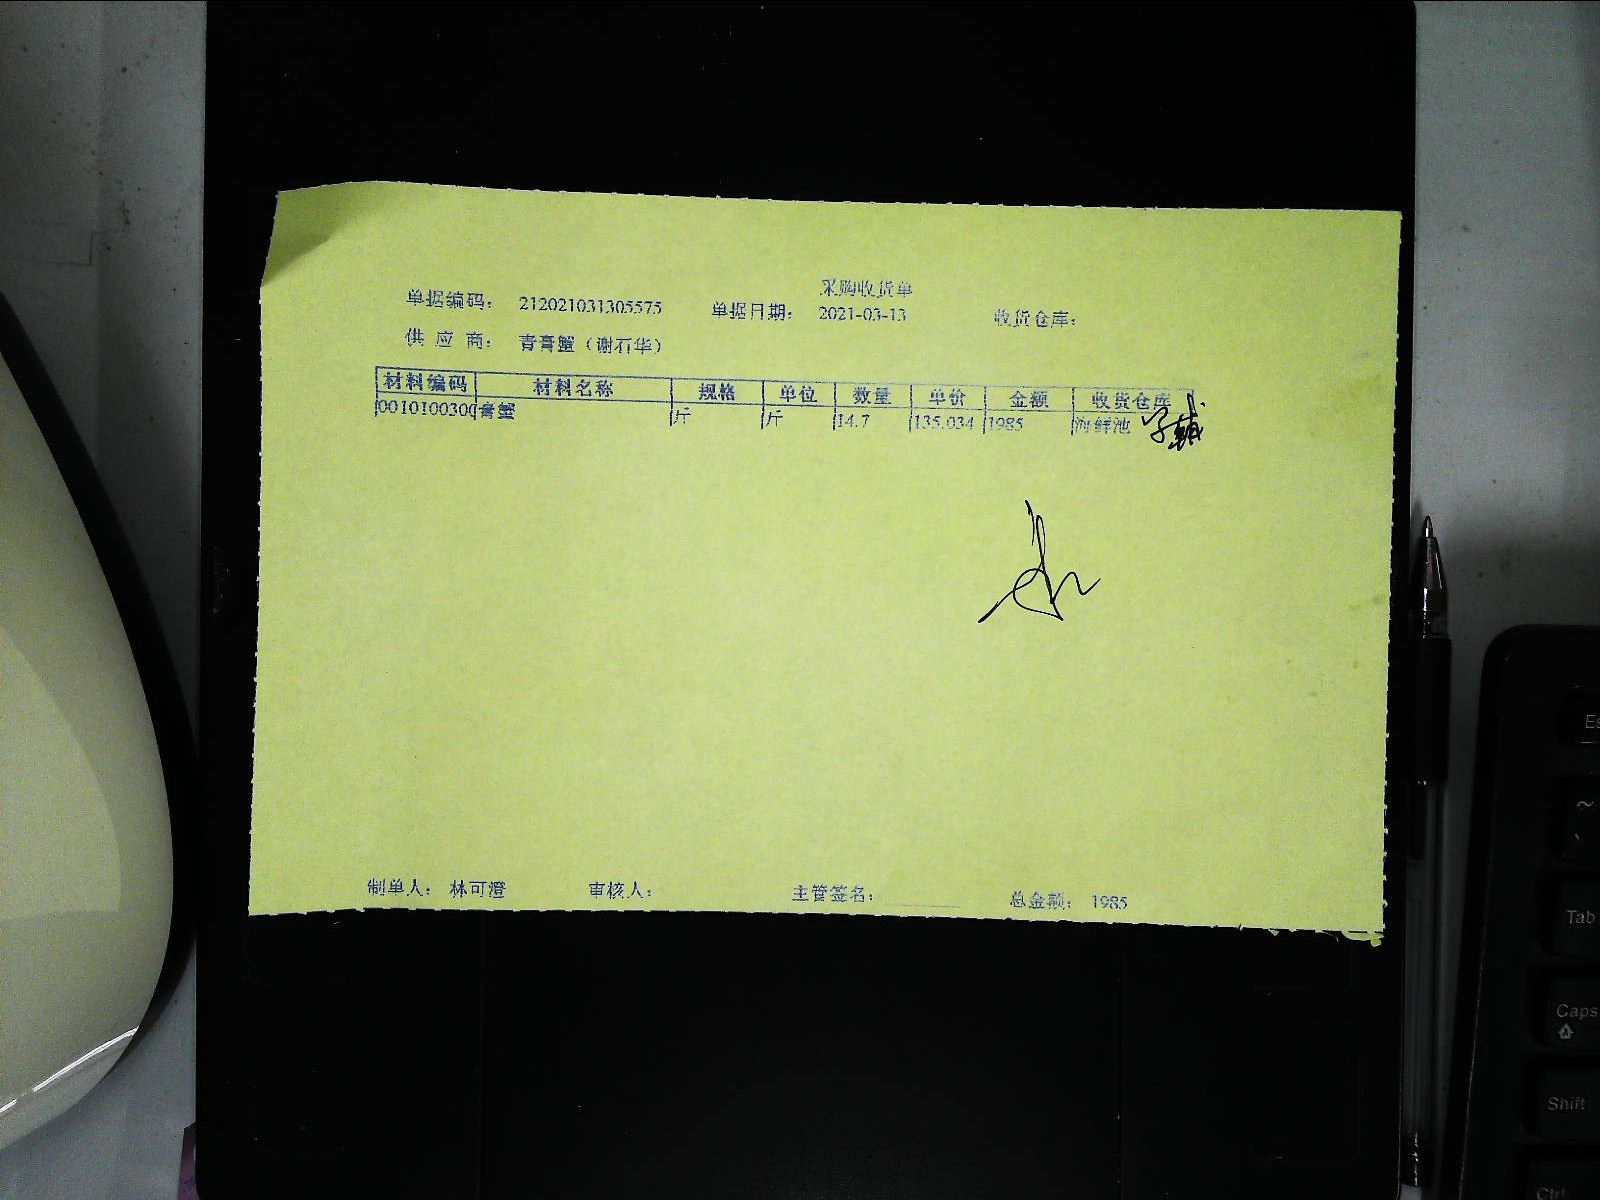 采购收货单
单据编码： 212021031305575 单据日期： 2021-03-13 收货仓库：
供 应 商： 青膏蟹（谢石华）
材料编码 材料名称 规格 单位 数量 单价 金额 收货仓库
0010100300 膏蟹 斤 斤 14.7 135.034 1985 海鲜池
制单人： 林可澄 审核人： 主管签名： 总金额： 1985
Tab
Caps
Shift
Ctrl